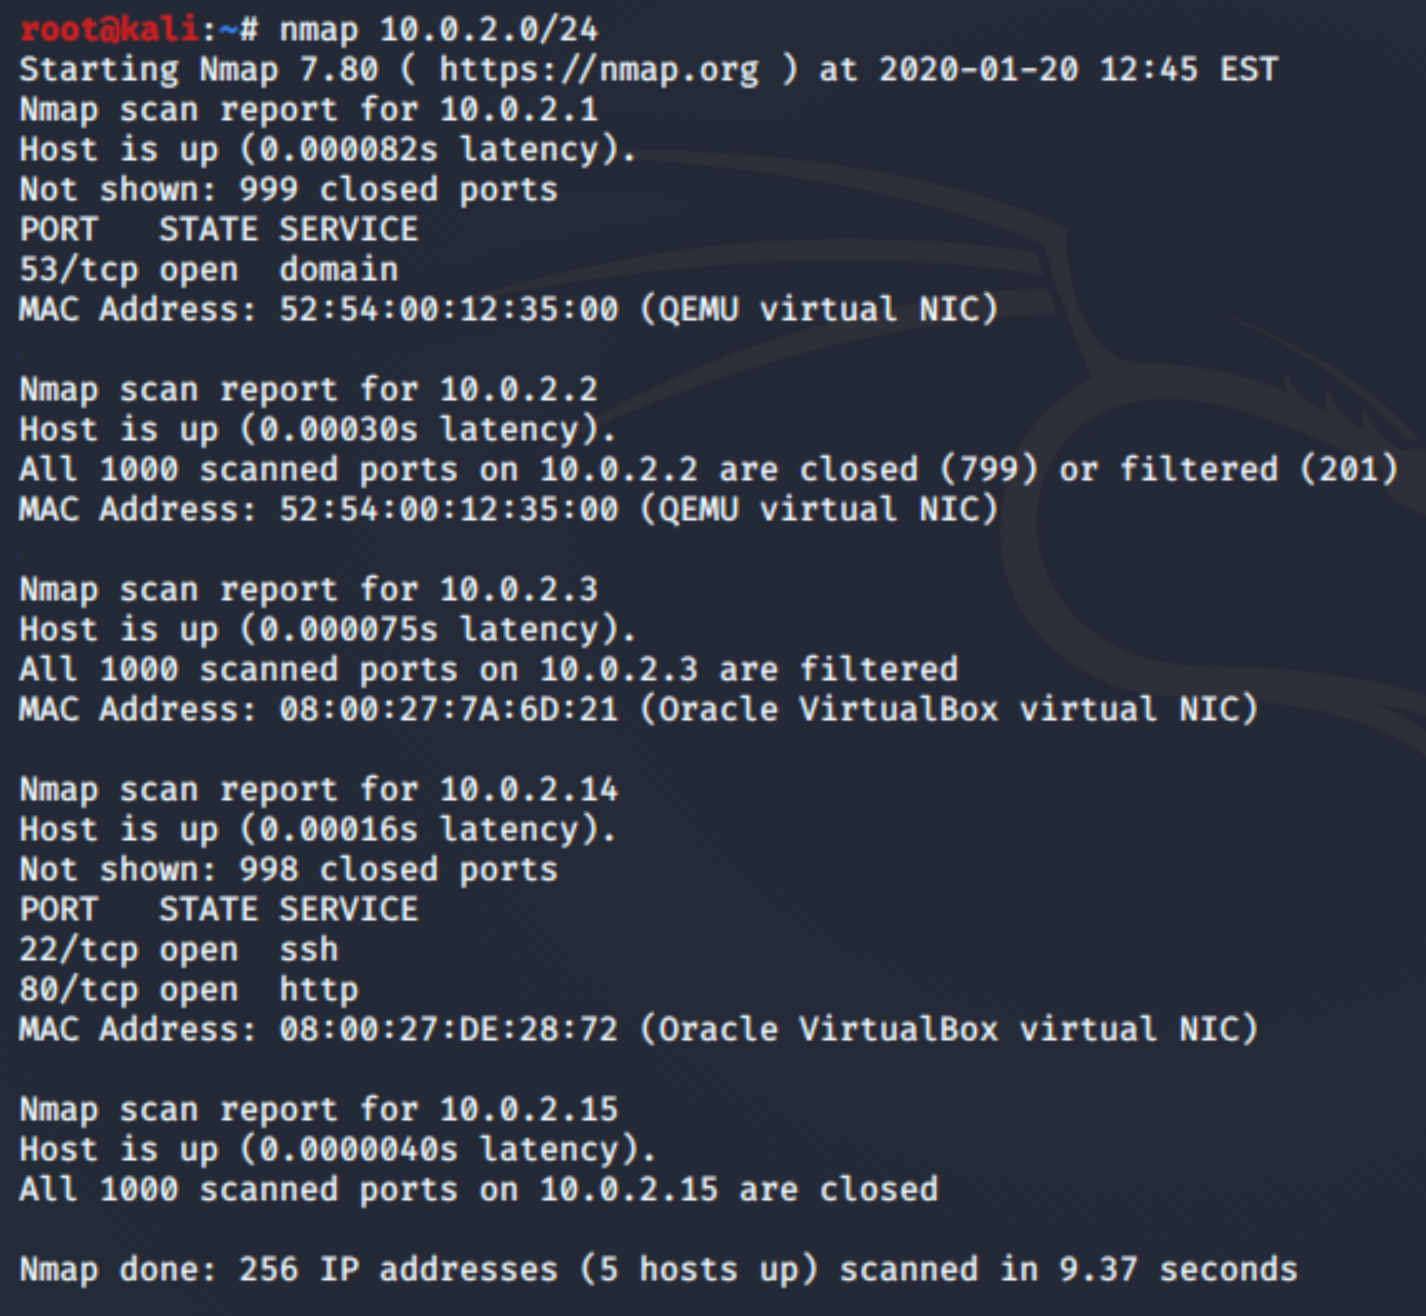 root@kali:~# nmap 10.0.2.0/24
Starting Nmap 7.80 ( https://nmap.org ) at 2020-01-20 12:45 EST
Nmap scan report for 10.0.2.1
Host is up (0.000082s latency).
Not shown: 999 closed ports
PORT   STATE SERVICE
53/tcp open  domain
MAC Address: 52:54:00:12:35:00 (QEMU virtual NIC)

Nmap scan report for 10.0.2.2
Host is up (0.00030s latency).
All 1000 scanned ports on 10.0.2.2 are closed (799) or filtered (201)
MAC Address: 52:54:00:12:35:00 (QEMU virtual NIC)

Nmap scan report for 10.0.2.3
Host is up (0.000075s latency).
All 1000 scanned ports on 10.0.2.3 are filtered
MAC Address: 08:00:27:7A:6D:21 (Oracle VirtualBox virtual NIC)

Nmap scan report for 10.0.2.14
Host is up (0.00016s latency).
Not shown: 998 closed ports
PORT   STATE SERVICE
22/tcp open  ssh
80/tcp open  http
MAC Address: 08:00:27:DE:28:72 (Oracle VirtualBox virtual NIC)

Nmap scan report for 10.0.2.15
Host is up (0.0000040s latency).
All 1000 scanned ports on 10.0.2.15 are closed

Nmap done: 256 IP addresses (5 hosts up) scanned in 9.37 seconds